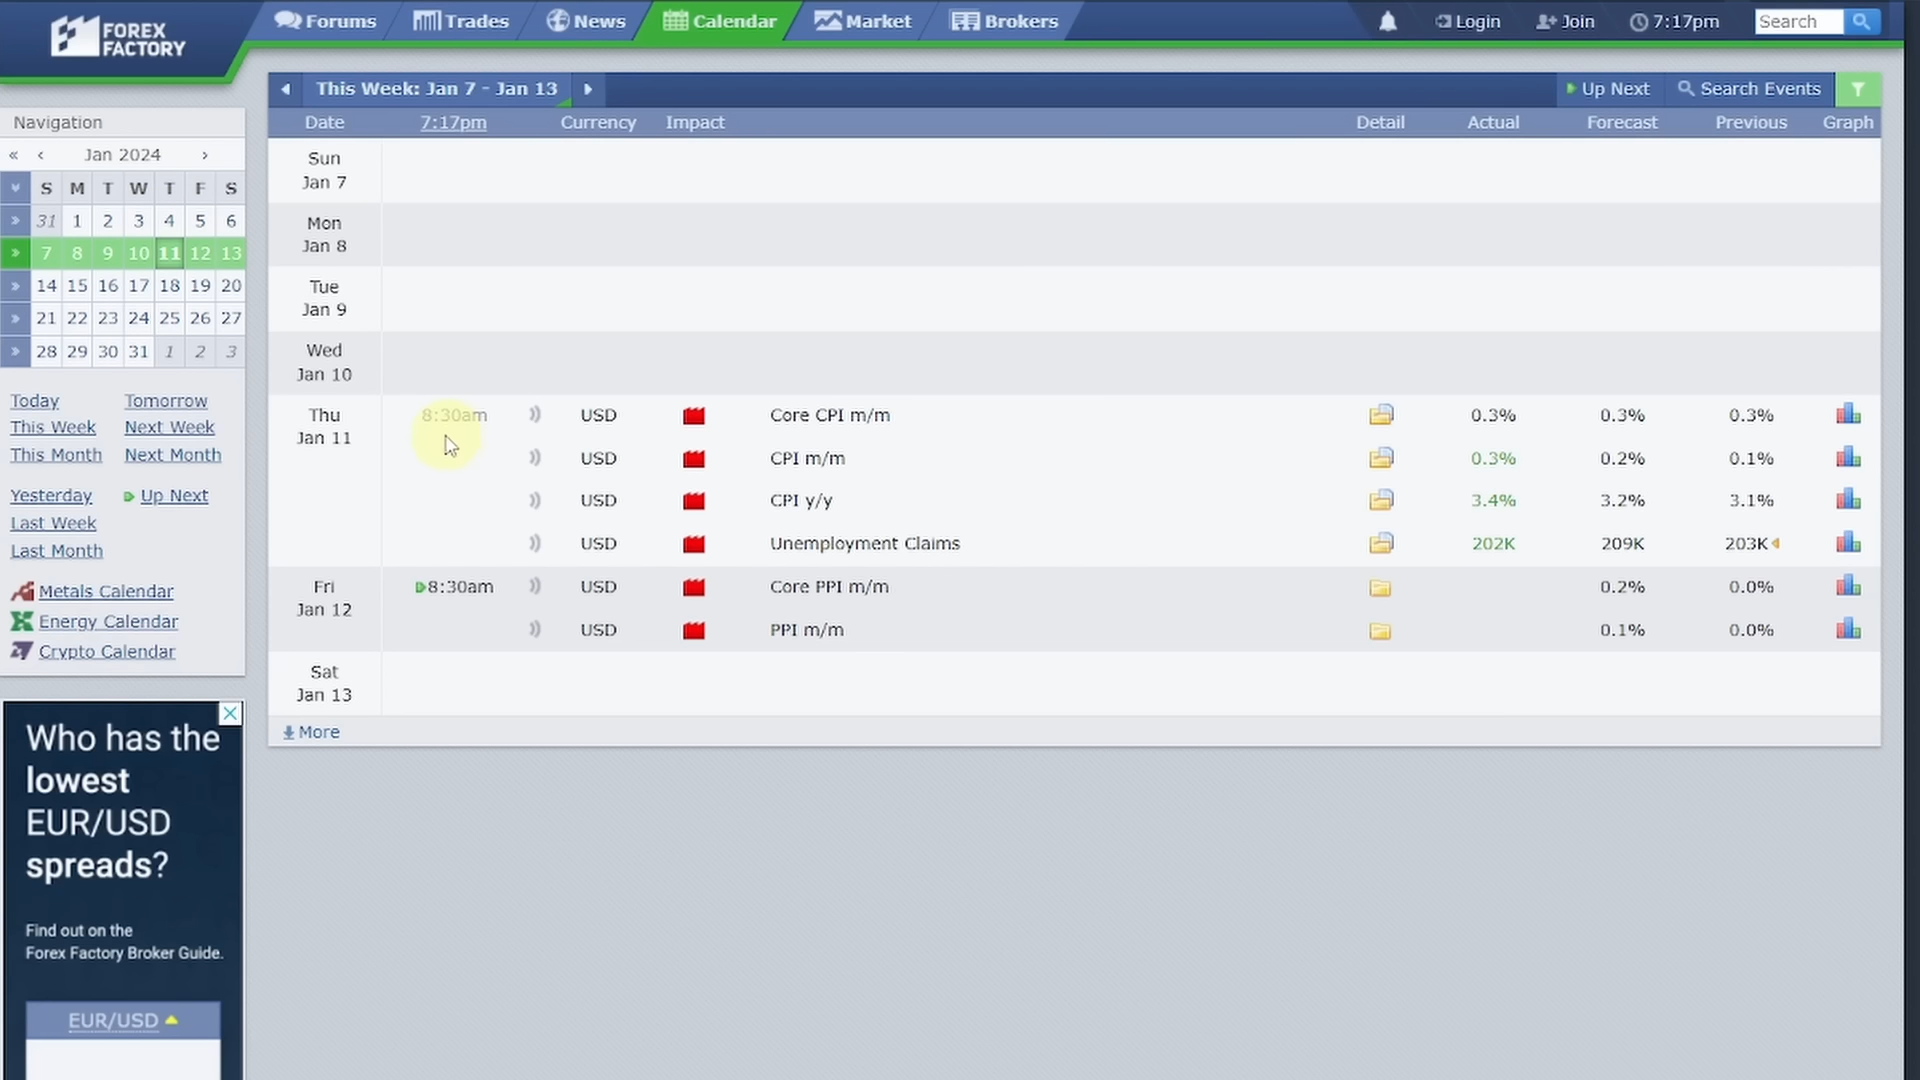 FOREX FACTORY
Forums Trades News Calendar Market Brokers Login Join 7:17pm Search
This Week: Jan 7 - Jan 13 Up Next Search Events
Date 7:17pm Currency Impact Detail Actual Forecast Previous Graph
Navigation
« ‹ Jan 2024 ›
S M T W T F S
31 1 2 3 4 5 6
7 8 9 10 11 12 13
14 15 16 17 18 19 20
21 22 23 24 25 26 27
28 29 30 31 1 2 3
Today Tomorrow
This Week Next Week
This Month Next Month
Yesterday Up Next
Last Week
Last Month
Metals Calendar
Energy Calendar
Crypto Calendar
Who has the
lowest
EUR/USD
spreads?
Find out on the
Forex Factory Broker Guide.
EUR/USD
Sun
Jan 7
Mon
Jan 8
Tue
Jan 9
Wed
Jan 10
Thu
Jan 11
8:30am USD Core CPI m/m 0.3% 0.3% 0.3%
USD CPI m/m 0.3% 0.2% 0.1%
USD CPI y/y 3.4% 3.2% 3.1%
USD Unemployment Claims 202K 209K 203K
Fri
Jan 12
8:30am USD Core PPI m/m 0.2% 0.0%
USD PPI m/m 0.1% 0.0%
Sat
Jan 13
More